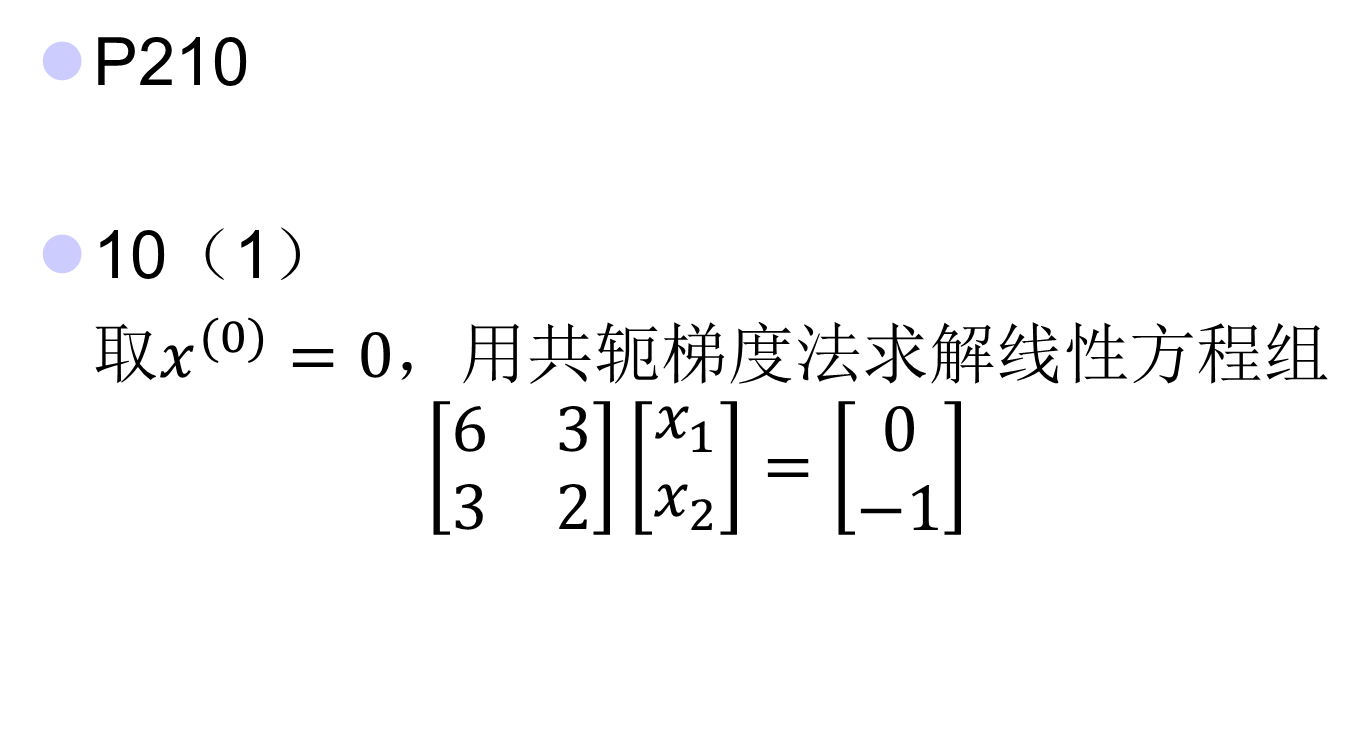 P210
10（1）
取x^(0) = 0，用共轭梯度法求解线性方程组
[6 3; 3 2] [x₁; x₂] = [0; −1]